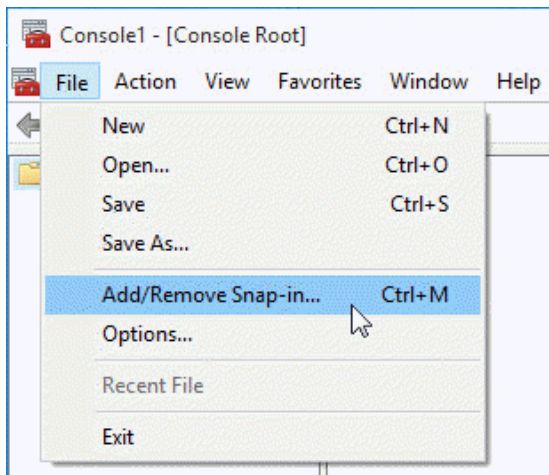 Console1 - [Console Root]
File Action View Favorites Window Help
New Ctrl+N
Open... Ctrl+O
Save Ctrl+S
Save As...
Add/Remove Snap-in... Ctrl+M
Options...
Recent File
Exit